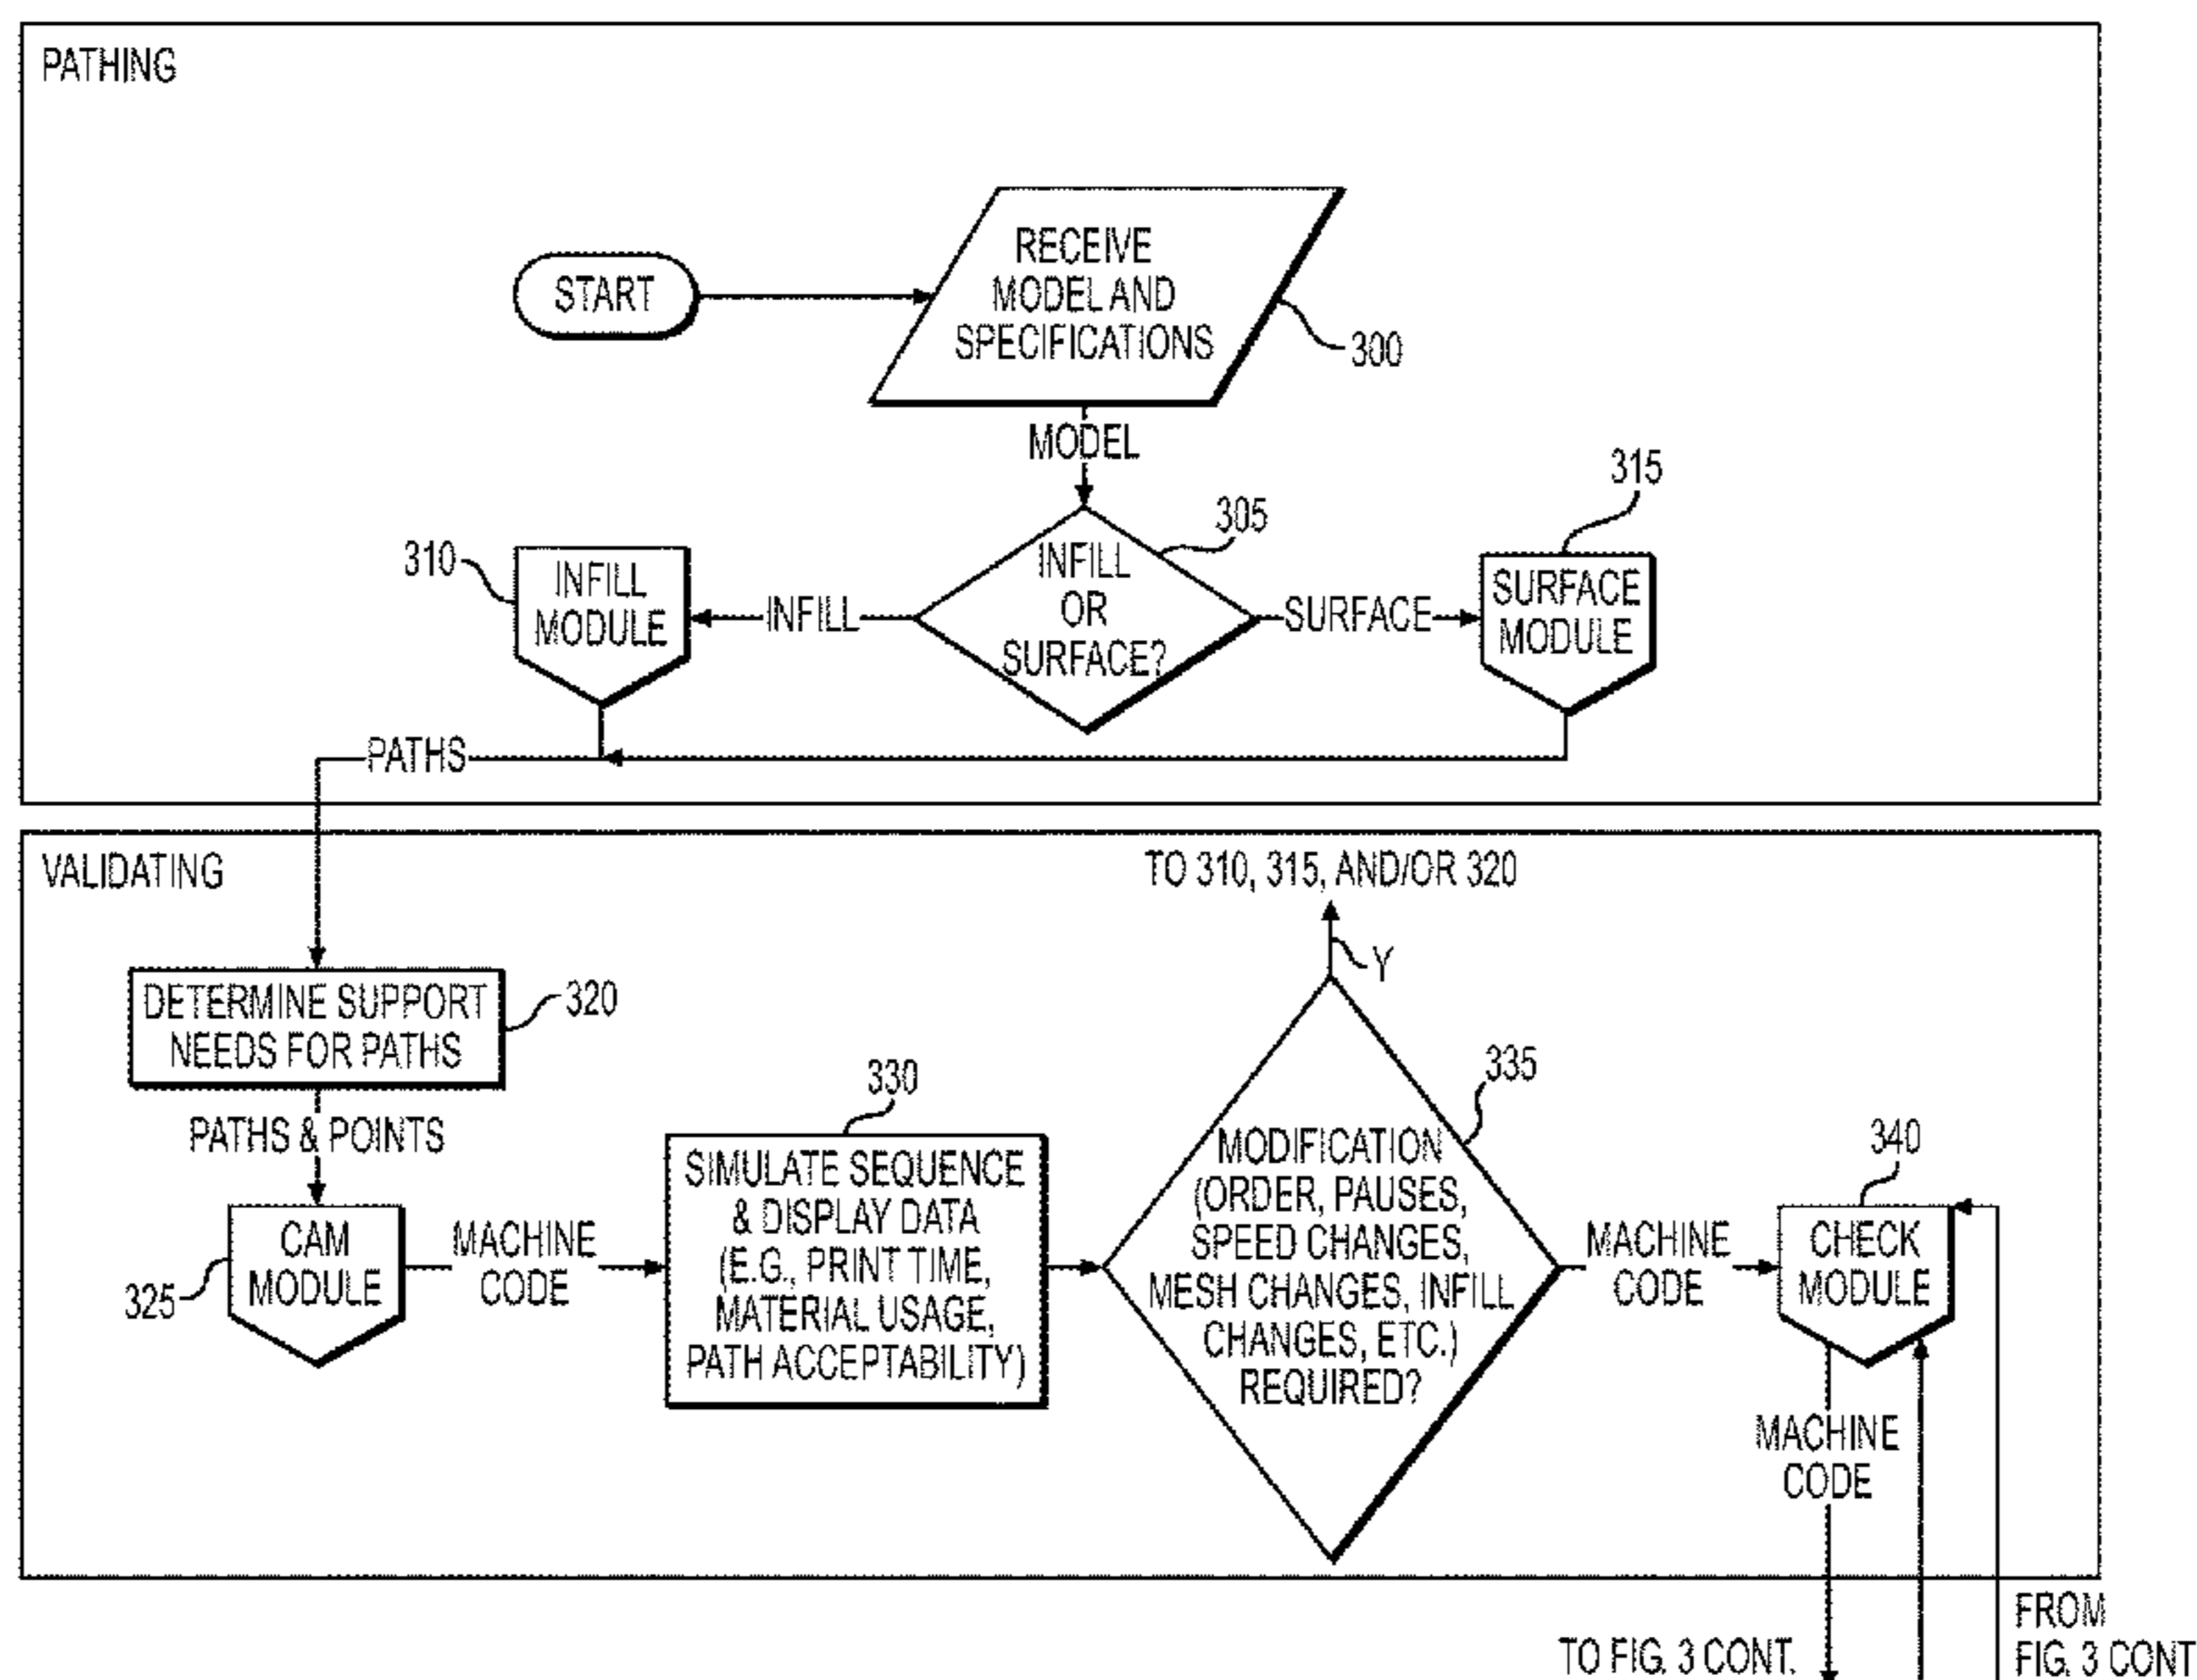 PATHING
START
RECEIVE
MODEL AND
SPECIFICATIONS
300
MODEL
315
305
310
INFILL
MODULE
INFILL
INFILL
OR
SURFACE?
SURFACE
SURFACE
MODULE
PATHS
VALIDATING
TO 310, 315, AND/OR 320
Y
DETERMINE SUPPORT
NEEDS FOR PATHS
320
PATHS & POINTS
330
335
340
CAM
MODULE
325
MACHINE
CODE
SIMULATE SEQUENCE
& DISPLAY DATA
(E.G., PRINT TIME,
MATERIAL USAGE,
PATH ACCEPTABILITY)
MODIFICATION
(ORDER, PAUSES,
SPEED CHANGES,
MESH CHANGES, INFILL
CHANGES, ETC.)
REQUIRED?
MACHINE
CODE
CHECK
MODULE
MACHINE
CODE
TO FIG. 3 CONT.
FROM
FIG. 3 CONT